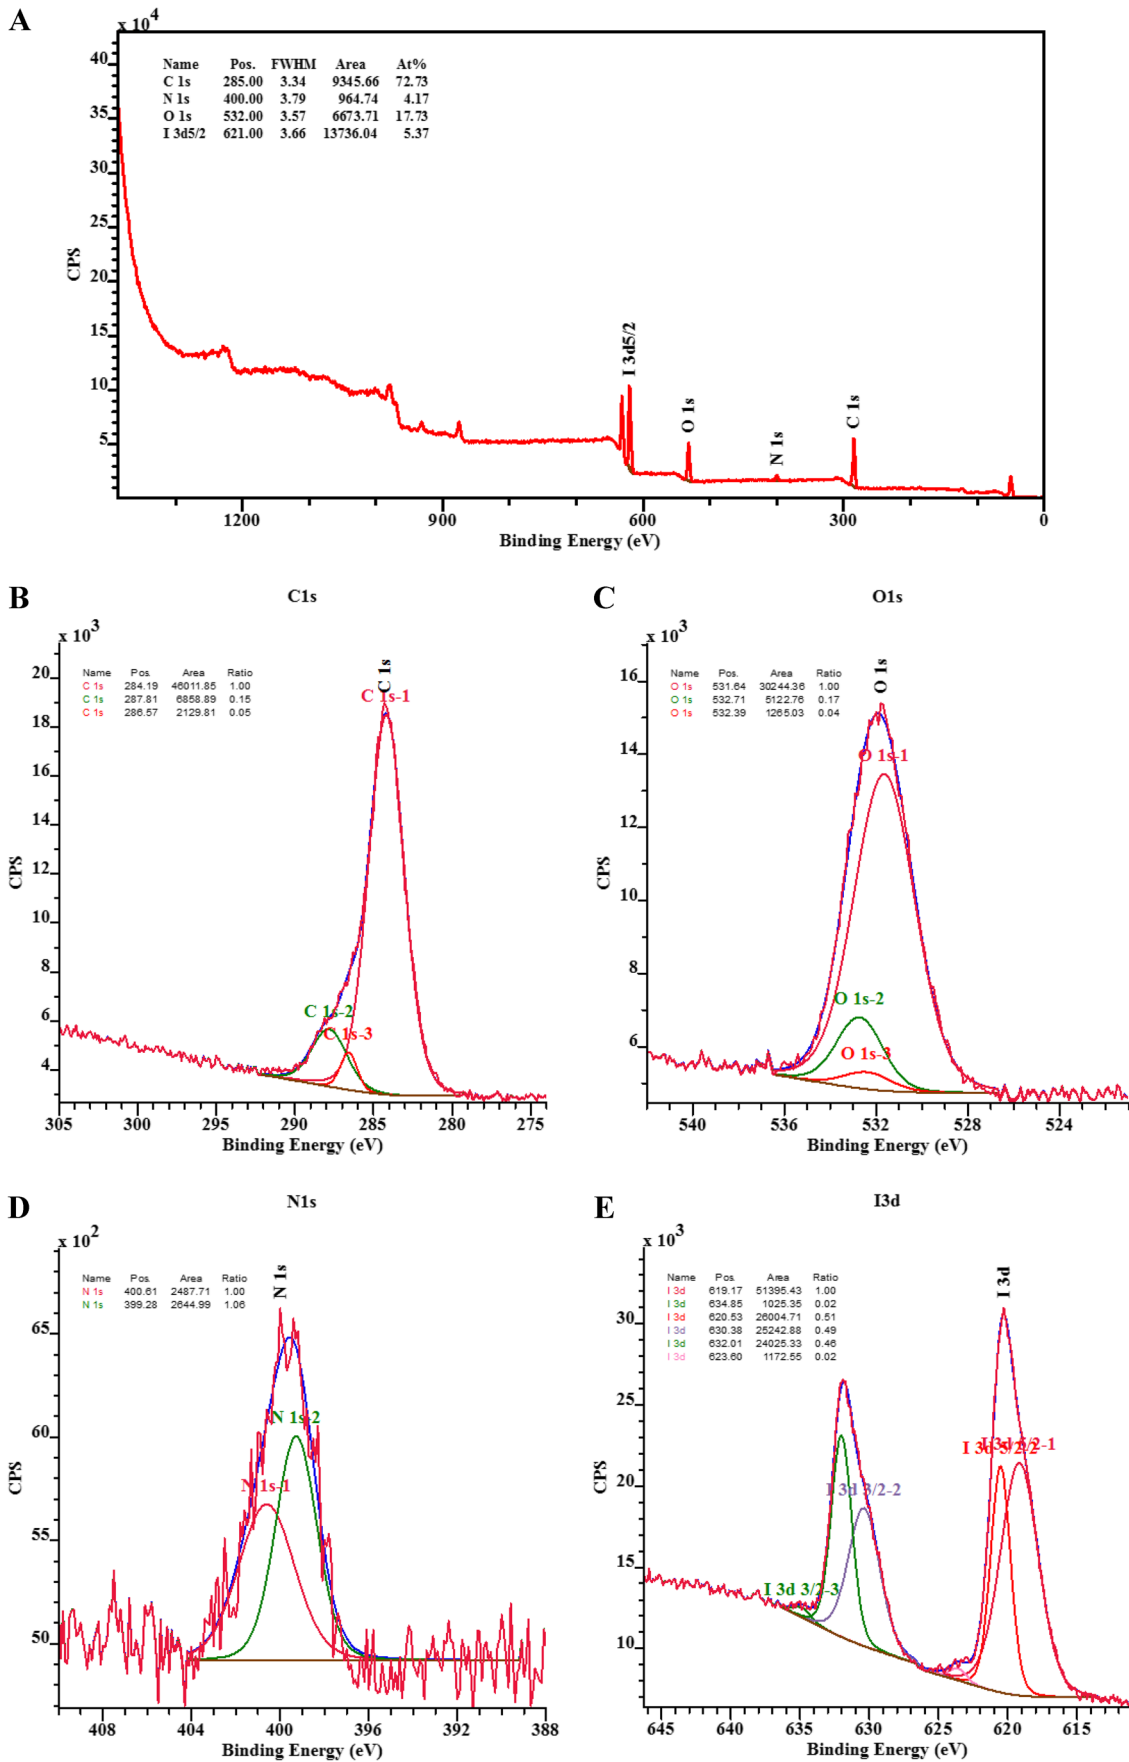 A
x 10⁴
Name Pos. FWHM Area At%
C 1s 285.00 3.34 9345.66 72.73
N 1s 400.00 3.79 964.74 4.17
O 1s 532.00 3.57 6673.71 17.73
I 3d5/2 621.00 3.66 13736.04 5.37
40
35
30
25
20
15
10
5
CPS
I 3d5/2
O 1s
N 1s
C 1s
1200 900 600 300 0
Binding Energy (eV)
B
C1s
x 10³
Name Pos. Area Ratio
C 1s 284.19 46011.85 1.00
C 1s 287.81 6858.89 0.15
C 1s 286.57 2129.81 0.05
C 1s
C 1s-1
C 1s-2
C 1s-3
20
18
16
14
12
10
8
6
4
CPS
305 295 290 285 280 275
Binding Energy (eV)
C
O1s
x 10³
Name Pos. Area Ratio
O 1s 531.64 30244.36 1.00
O 1s 532.71 5122.76 0.17
O 1s 532.39 1265.03 0.04
O 1s
O 1s-1
O 1s-2
O 1s-3
16
14
12
10
8
6
CPS
540 536 532 528 524
Binding Energy (eV)
D
N1s
x 10²
Name Pos. Area Ratio
N 1s 400.61 2487.71 1.00
N 1s 399.28 2644.99 1.06
N 1s
N 1s-2
N 1s-1
65
60
55
50
CPS
408 404 400 396 392 388
Binding Energy (eV)
E
I3d
x 10³
Name Pos. Area Ratio
I 3d 619.17 51395.43 1.00
I 3d 634.85 1025.35 0.02
I 3d 620.53 26004.71 0.51
I 3d 630.38 25242.88 0.49
I 3d 632.01 24025.33 0.46
I 3d 623.60 1172.55 0.02
I 3d
I 3d 5/2-2
I 3d 5/2-1
I 3d 3/2-2
I 3d 3/2-3
30
25
20
15
10
CPS
645 640 635 630 625 620 615
Binding Energy (eV)